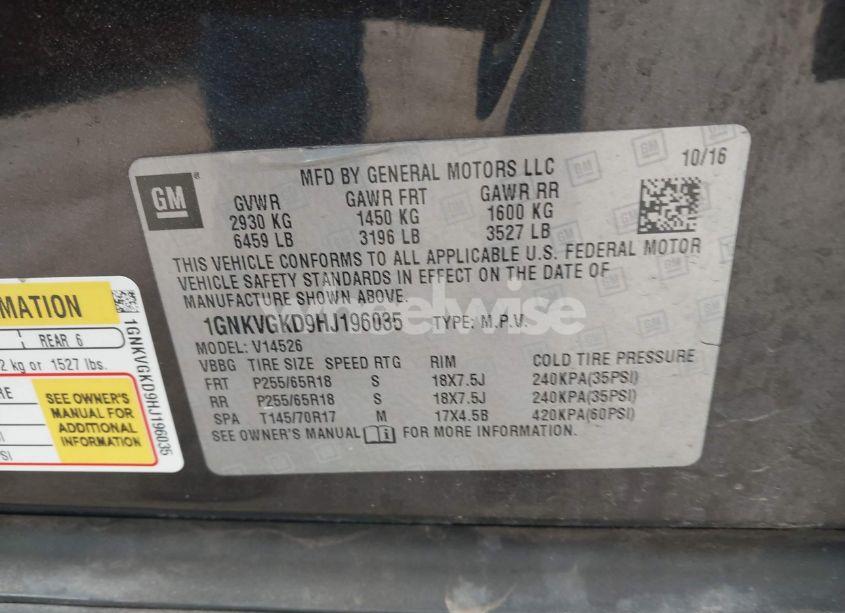 MFD BY GENERAL MOTORS LLC
10/16
GM
GVWR GAWR FRT GAWR RR
2930 KG 1450 KG 1600 KG
6459 LB 3196 LB 3527 LB
THIS VEHICLE CONFORMS TO ALL APPLICABLE U.S. FEDERAL MOTOR
VEHICLE SAFETY STANDARDS IN EFFECT ON THE DATE OF
MANUFACTURE SHOWN ABOVE.
1GNKVGKD9HJ196035 TYPE: M.P.V.
MODEL: V14526
VBBG TIRE SIZE SPEED RTG RIM COLD TIRE PRESSURE
FRT P255/65R18 S 18X7.5J 240KPA(35PSI)
RR P255/65R18 S 18X7.5J 240KPA(35PSI)
SPA T145/70R17 M 17X4.5B 420KPA(60PSI)
SEE OWNER'S MANUAL FOR MORE INFORMATION.
REAR 6
kg or 1527 lbs.
SEE OWNER'S
MANUAL FOR
ADDITIONAL
INFORMATION
1GNKVGKD9HJ196035